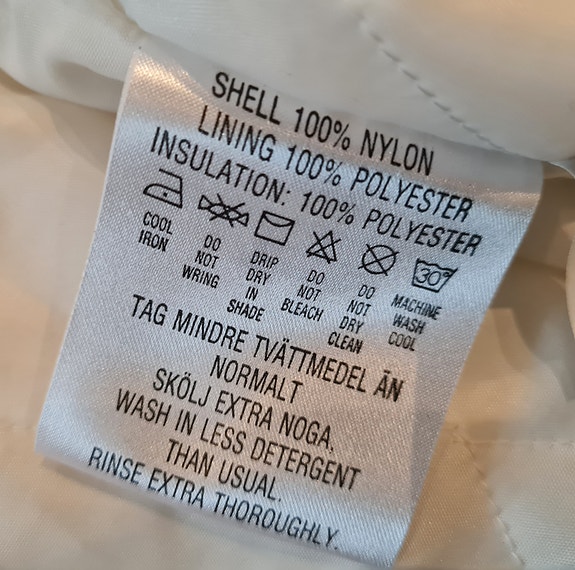 SHELL 100% NYLON
LINING 100% POLYESTER
INSULATION: 100% POLYESTER
30°
COOL IRON
DO NOT WRING
DRIP DRY IN SHADE
DO NOT BLEACH
DO NOT DRY CLEAN
MACHINE WASH COOL
TAG MINDRE TVÄTTMEDEL ÄN
NORMALT
SKÖLJ EXTRA NOGA,
WASH IN LESS DETERGENT
THAN USUAL.
RINSE EXTRA THOROUGHLY.